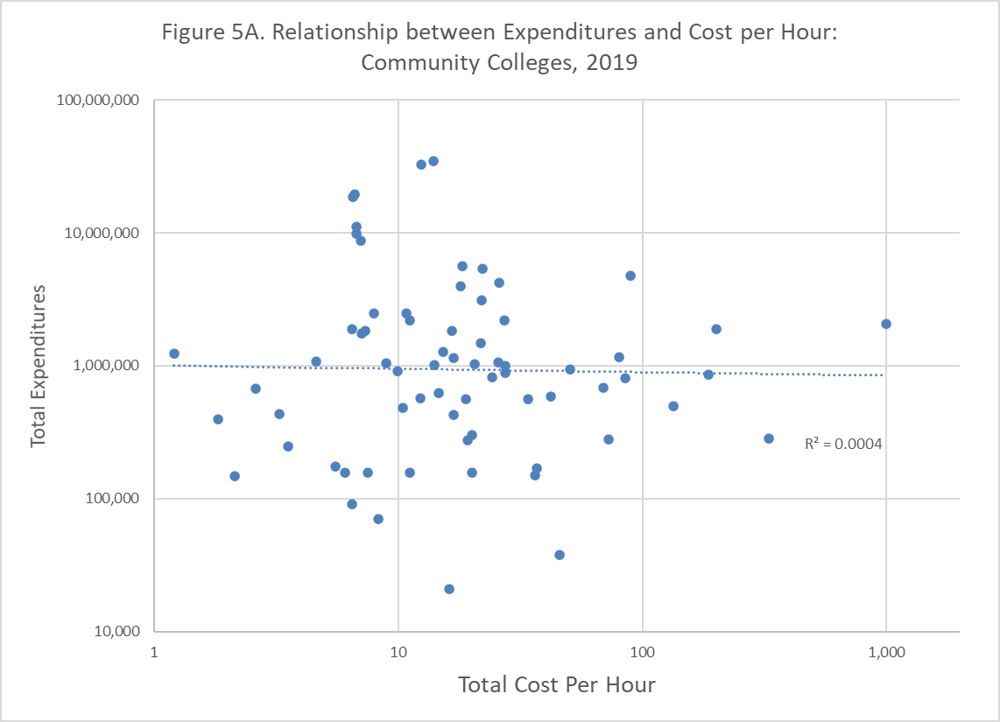 Figure 5A. Relationship between Expenditures and Cost per Hour:
Community Colleges, 2019
100,000,000
10,000,000
1,000,000
100,000
10,000
Total Expenditures
R² = 0.0004
1
10
100
1,000
Total Cost Per Hour